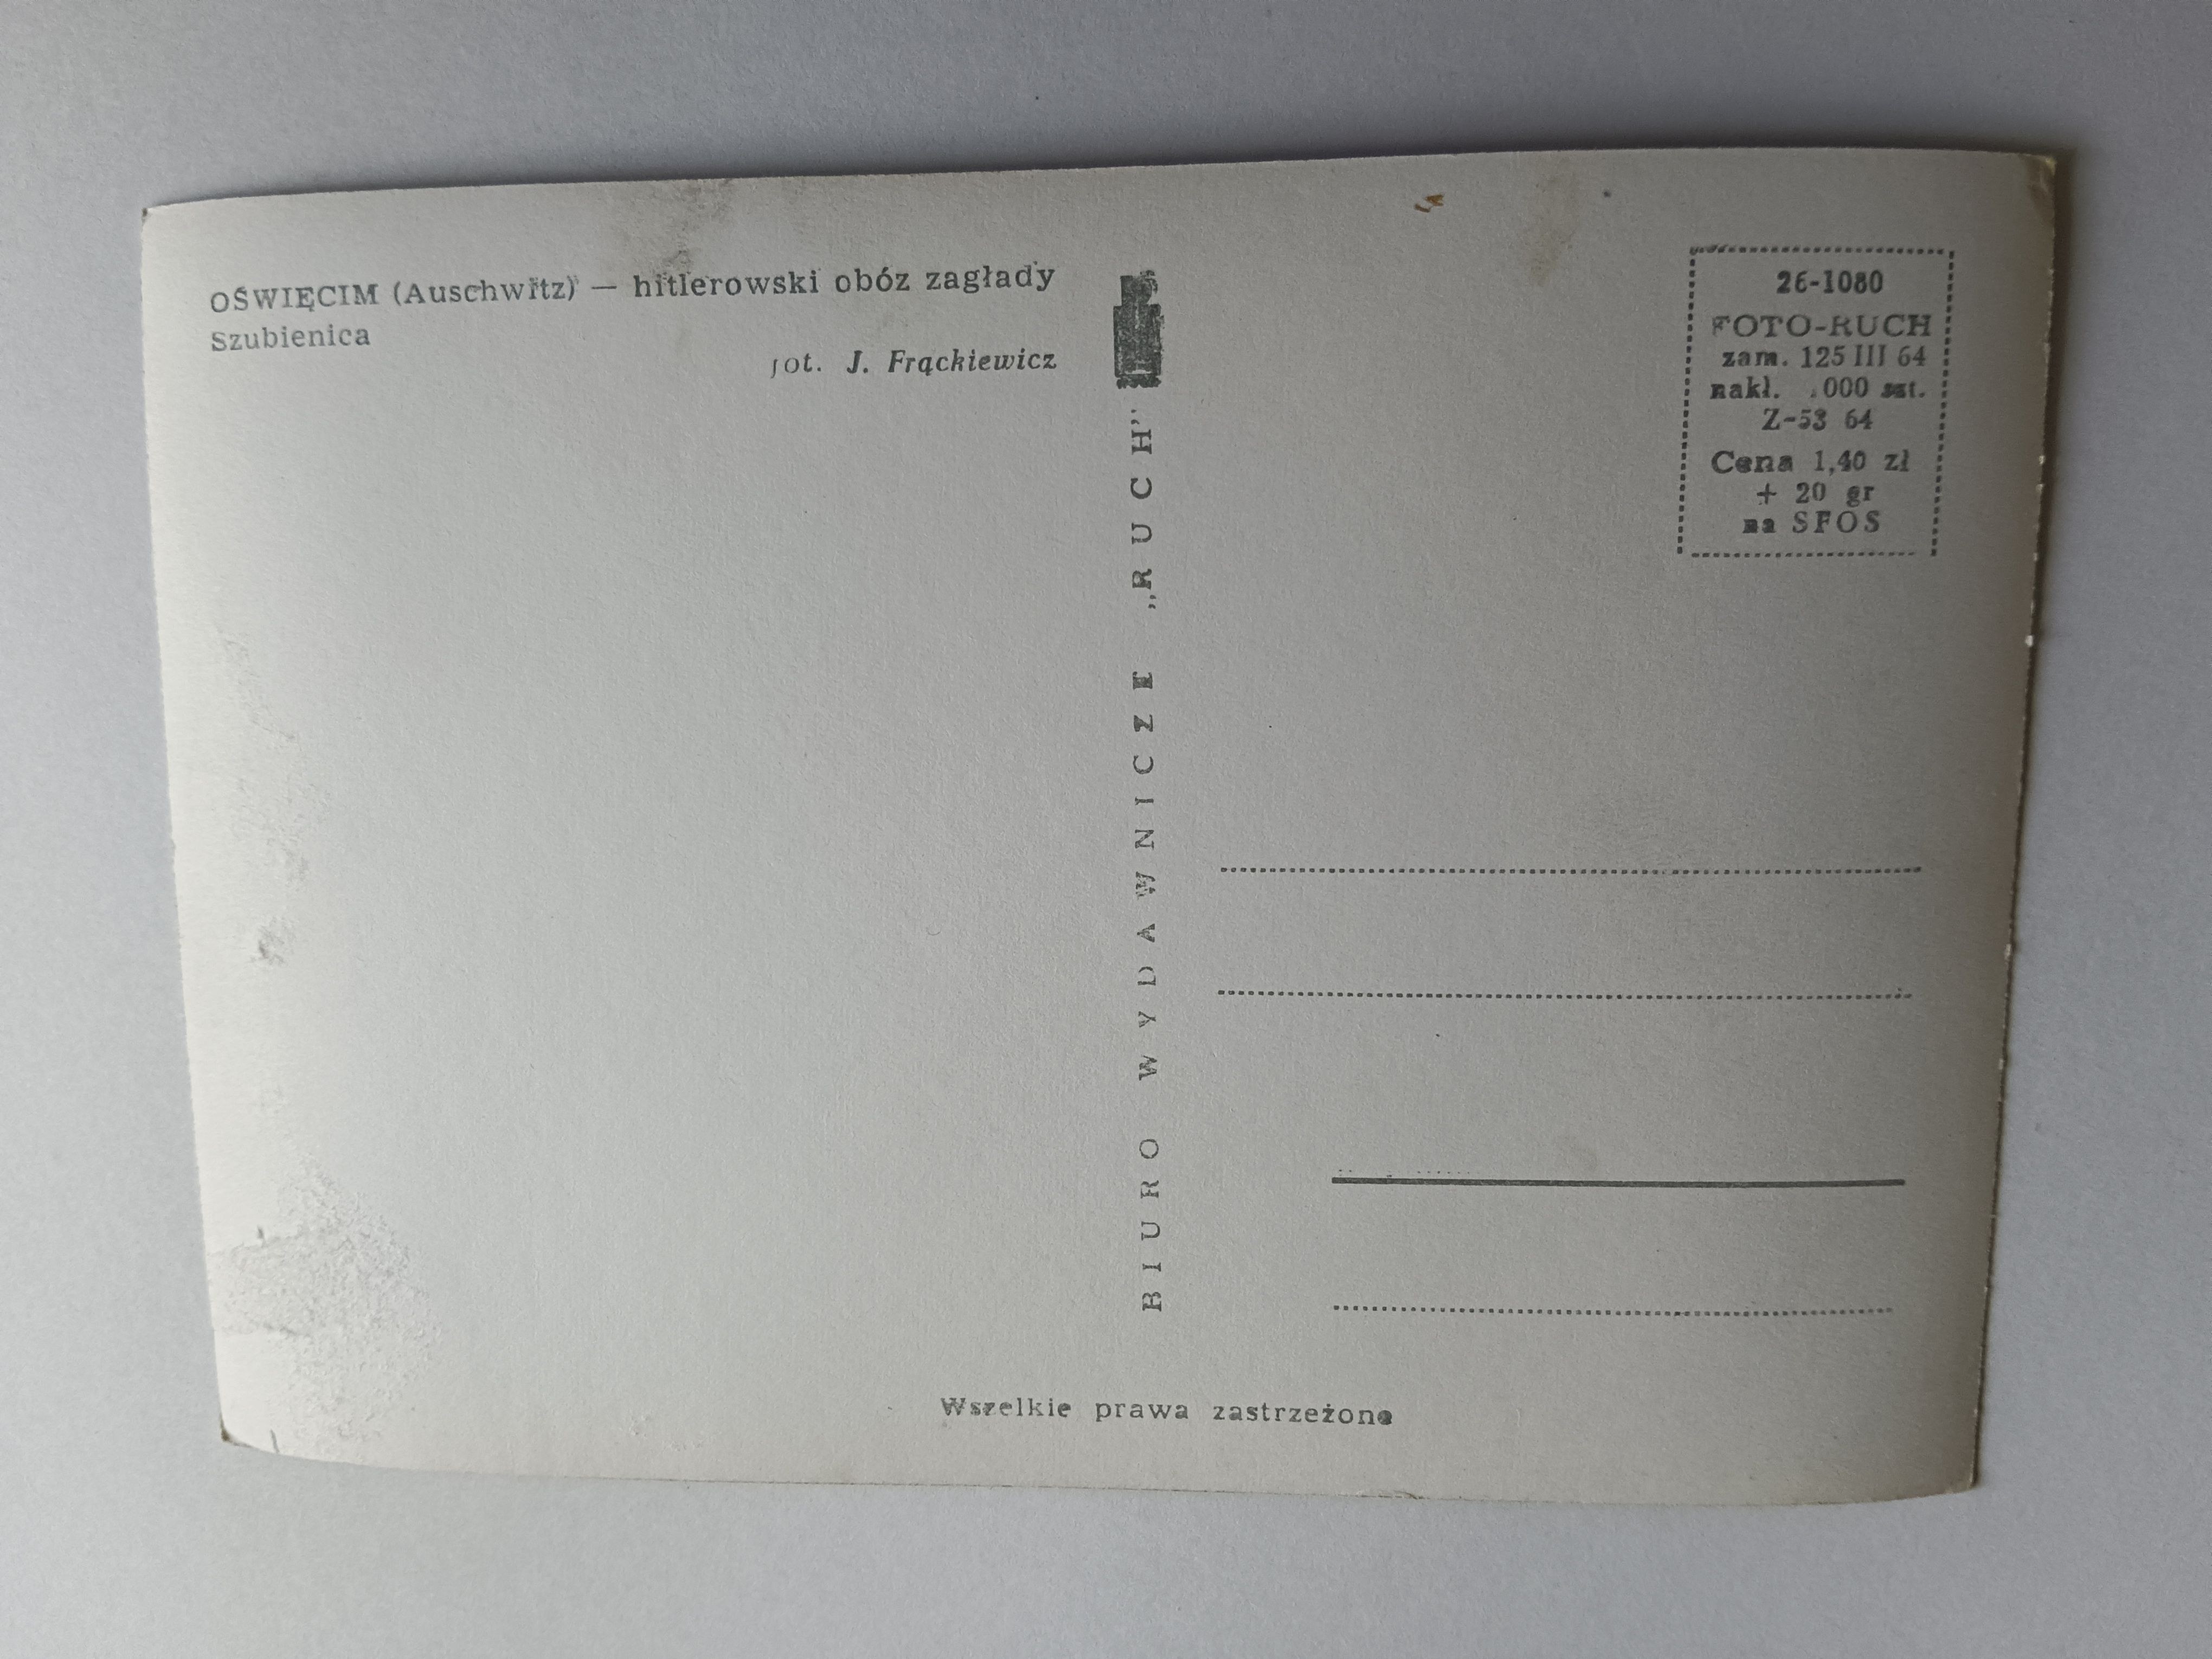 OŚWIĘCIM (Auschwitz) — hitlerowski obóz zagłady
Szubienica
fot. J. Frąckiewicz
BIURO WYDAWNICZE „RUCH”
26-1080
FOTO-RUCH
zam. 125 III 64
nakł. 000 szt.
Z-53 64
Cena 1,40 zł
+ 20 gr
na SFOS
Wszelkie prawa zastrzeżone